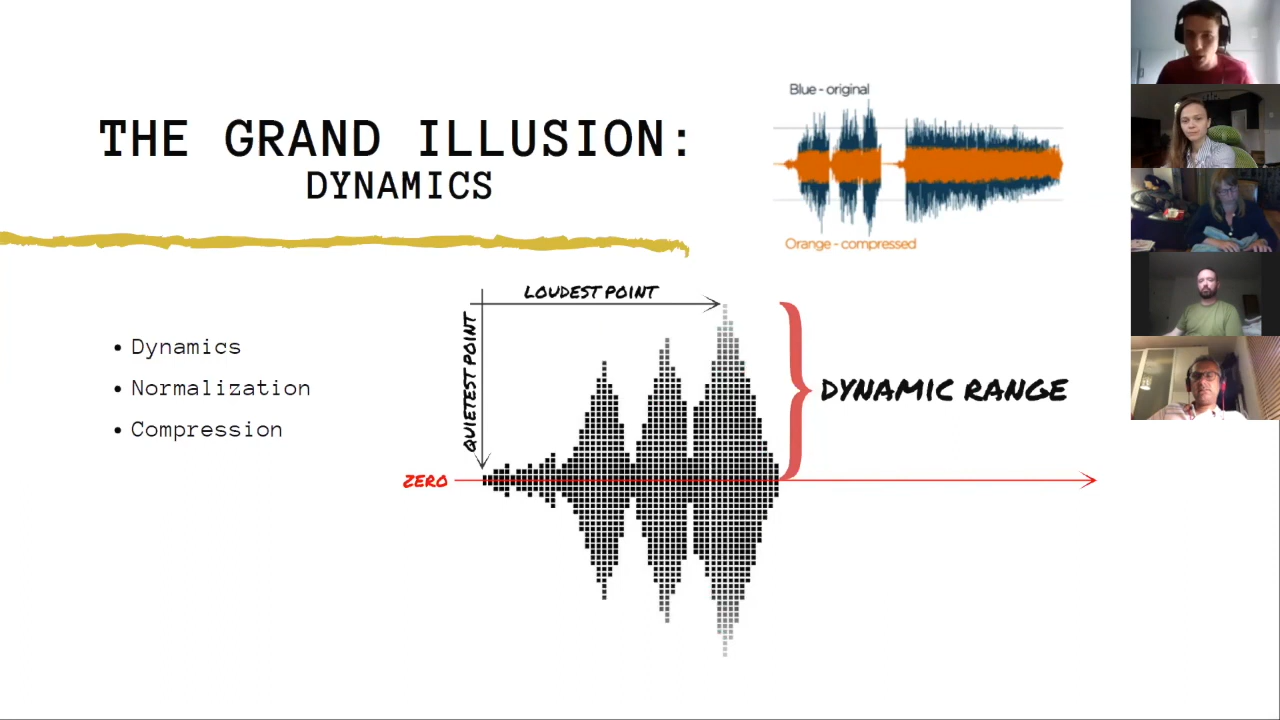 THE GRAND ILLUSION:
DYNAMICS
Blue - original
Orange - compressed
• Dynamics
• Normalization
• Compression
LOUDEST POINT
QUIETEST POINT
DYNAMIC RANGE
ZERO